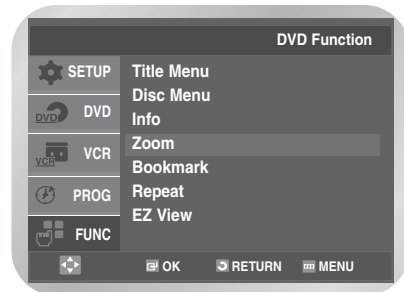 DVD Function
SETUP
DVD
DVD
VCR
VCR
PROG
FUNC
Title Menu
Disc Menu
Info
Zoom
Bookmark
Repeat
EZ View
OK RETURN MENU